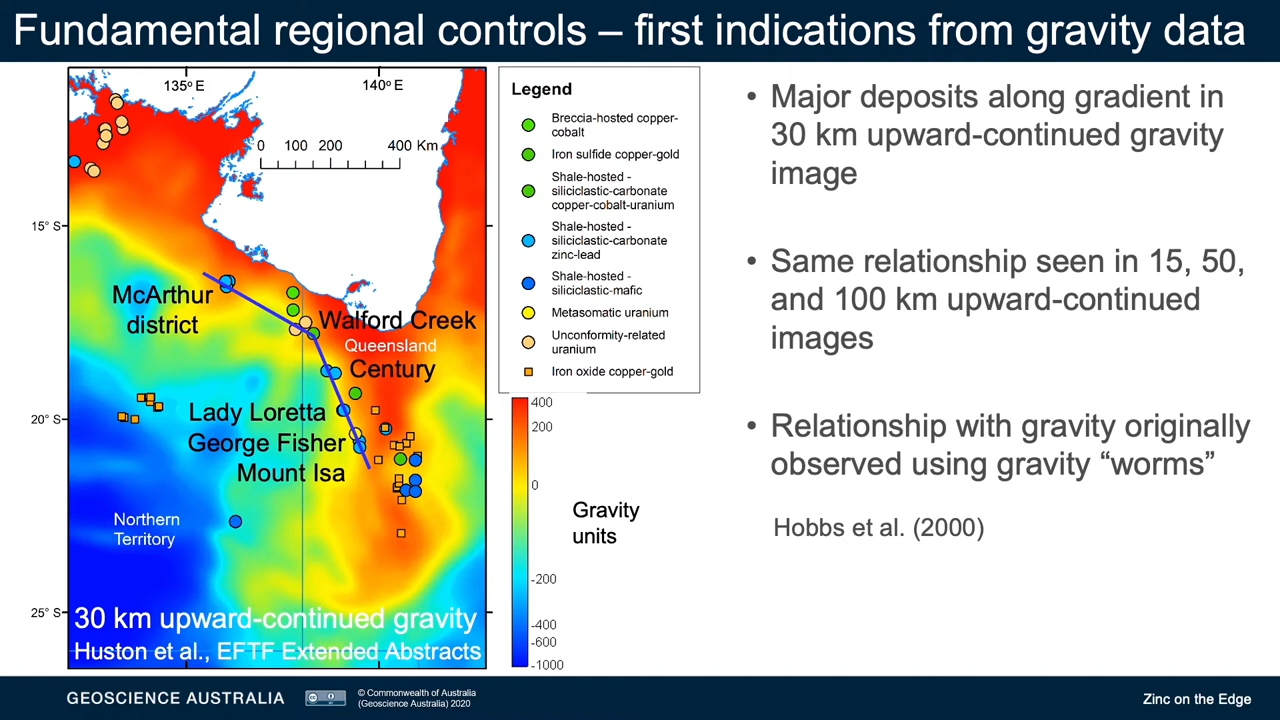 Fundamental regional controls – first indications from gravity data
135° E
140° E
0 100 200 400 Km
15° S
20° S
25° S
McArthur
district
Walford Creek
Queensland
Century
Lady Loretta
George Fisher
Mount Isa
Northern
Territory
30 km upward-continued gravity
Huston et al., EFTF Extended Abstracts
Legend
Breccia-hosted copper-
cobalt
Iron sulfide copper-gold
Shale-hosted -
siliciclastic-carbonate
copper-cobalt-uranium
Shale-hosted -
siliciclastic-carbonate
zinc-lead
Shale-hosted -
siliciclastic-mafic
Metasomatic uranium
Unconformity-related
uranium
Iron oxide copper-gold
400
200
0
-200
-400
-600
-1000
Gravity
units
• Major deposits along gradient in
30 km upward-continued gravity
image
• Same relationship seen in 15, 50,
and 100 km upward-continued
images
• Relationship with gravity originally
observed using gravity “worms”
Hobbs et al. (2000)
GEOSCIENCE AUSTRALIA
© Commonwealth of Australia
(Geoscience Australia) 2020
Zinc on the Edge